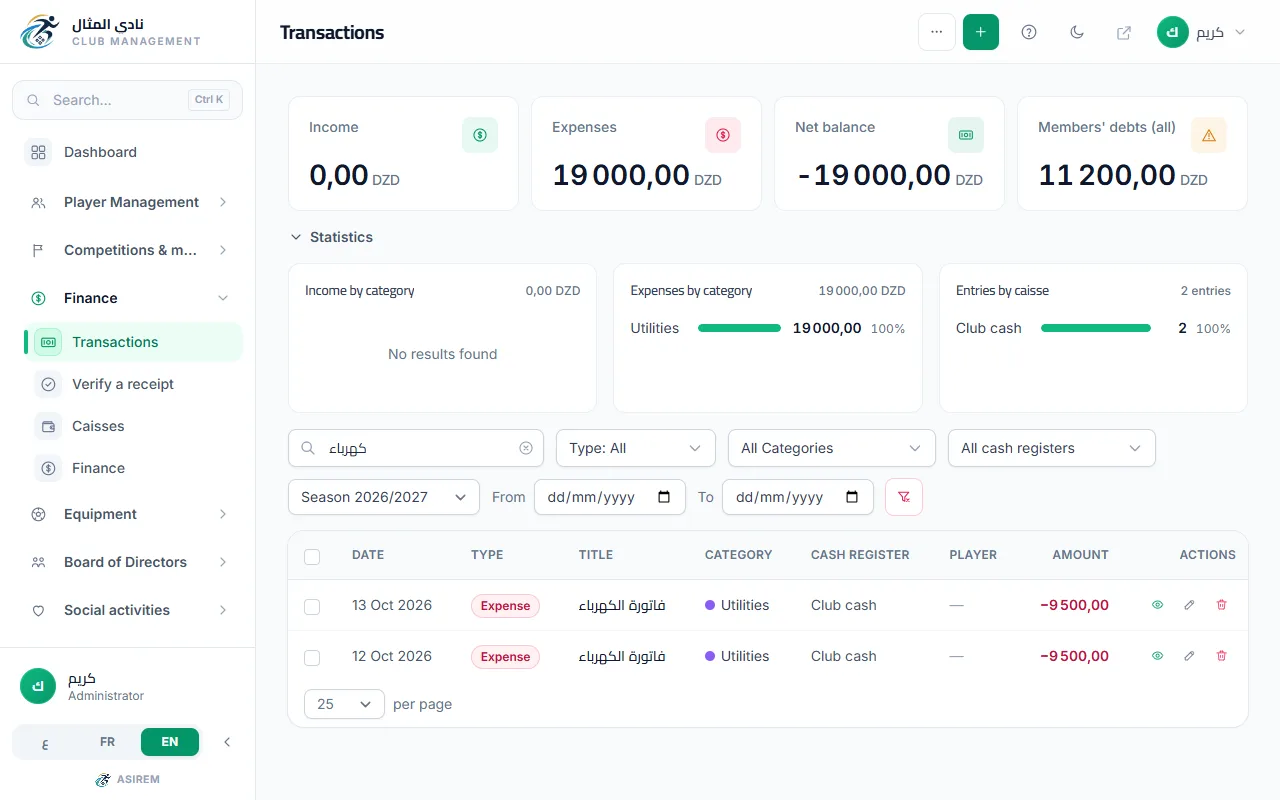 نادي المثال
CLUB MANAGEMENT
Search...
Ctrl K
Dashboard
Player Management
Competitions & m...
Finance
Transactions
Verify a receipt
Caisses
Finance
Equipment
Board of Directors
Social activities
ك
كريم
Administrator
ع FR EN
ASIREM
Transactions
ك كريم
Income
0,00 DZD
Expenses
19 000,00 DZD
Net balance
-19 000,00 DZD
Members' debts (all)
11 200,00 DZD
Statistics
Income by category 0,00 DZD
No results found
Expenses by category 19 000,00 DZD
Utilities 19 000,00 100%
Entries by caisse 2 entries
Club cash 2 100%
كهرباء
Type: All
All Categories
All cash registers
Season 2026/2027
From dd/mm/yyyy
To dd/mm/yyyy
DATE TYPE TITLE CATEGORY CASH REGISTER PLAYER AMOUNT ACTIONS
13 Oct 2026 Expense فاتورة الكهرباء Utilities Club cash — −9 500,00
12 Oct 2026 Expense فاتورة الكهرباء Utilities Club cash — −9 500,00
25 per page